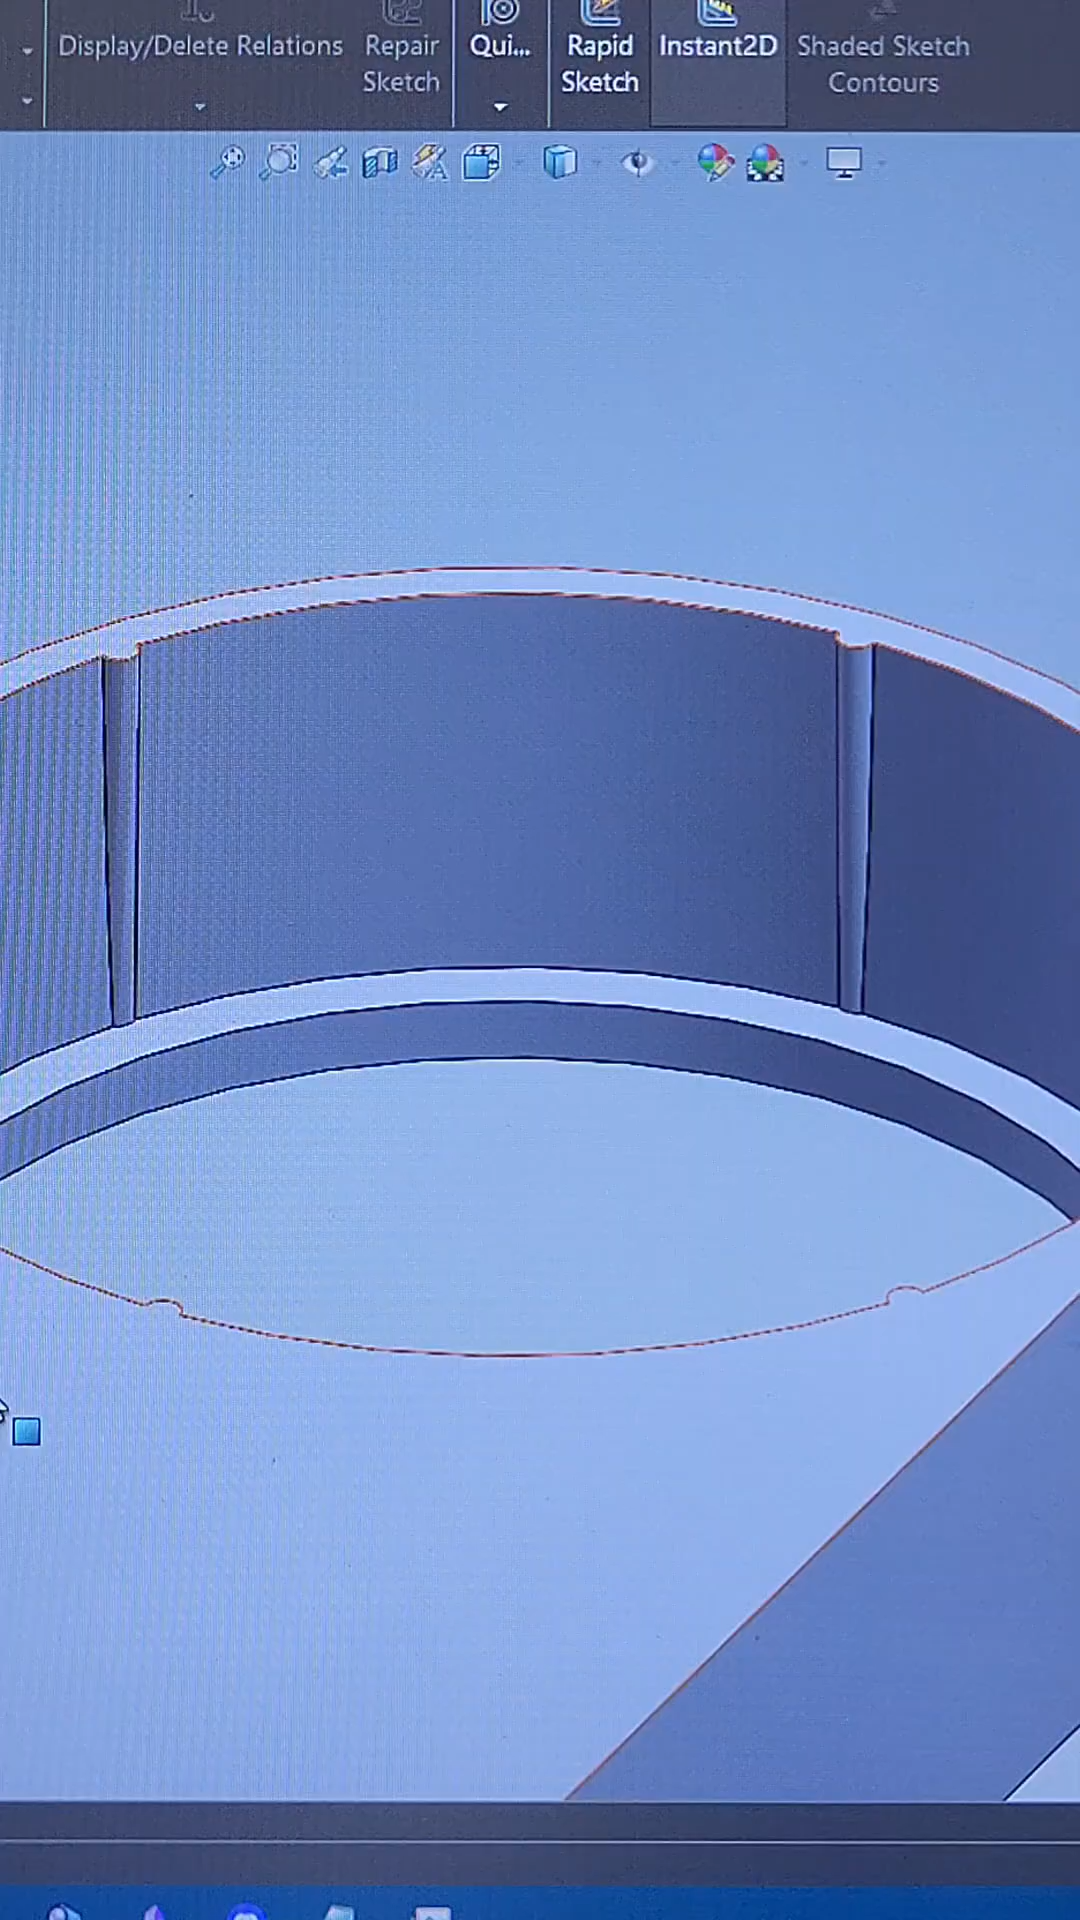 Display/Delete Relations
Repair
Sketch
Qui...
Rapid
Sketch
Instant2D
Shaded Sketch
Contours